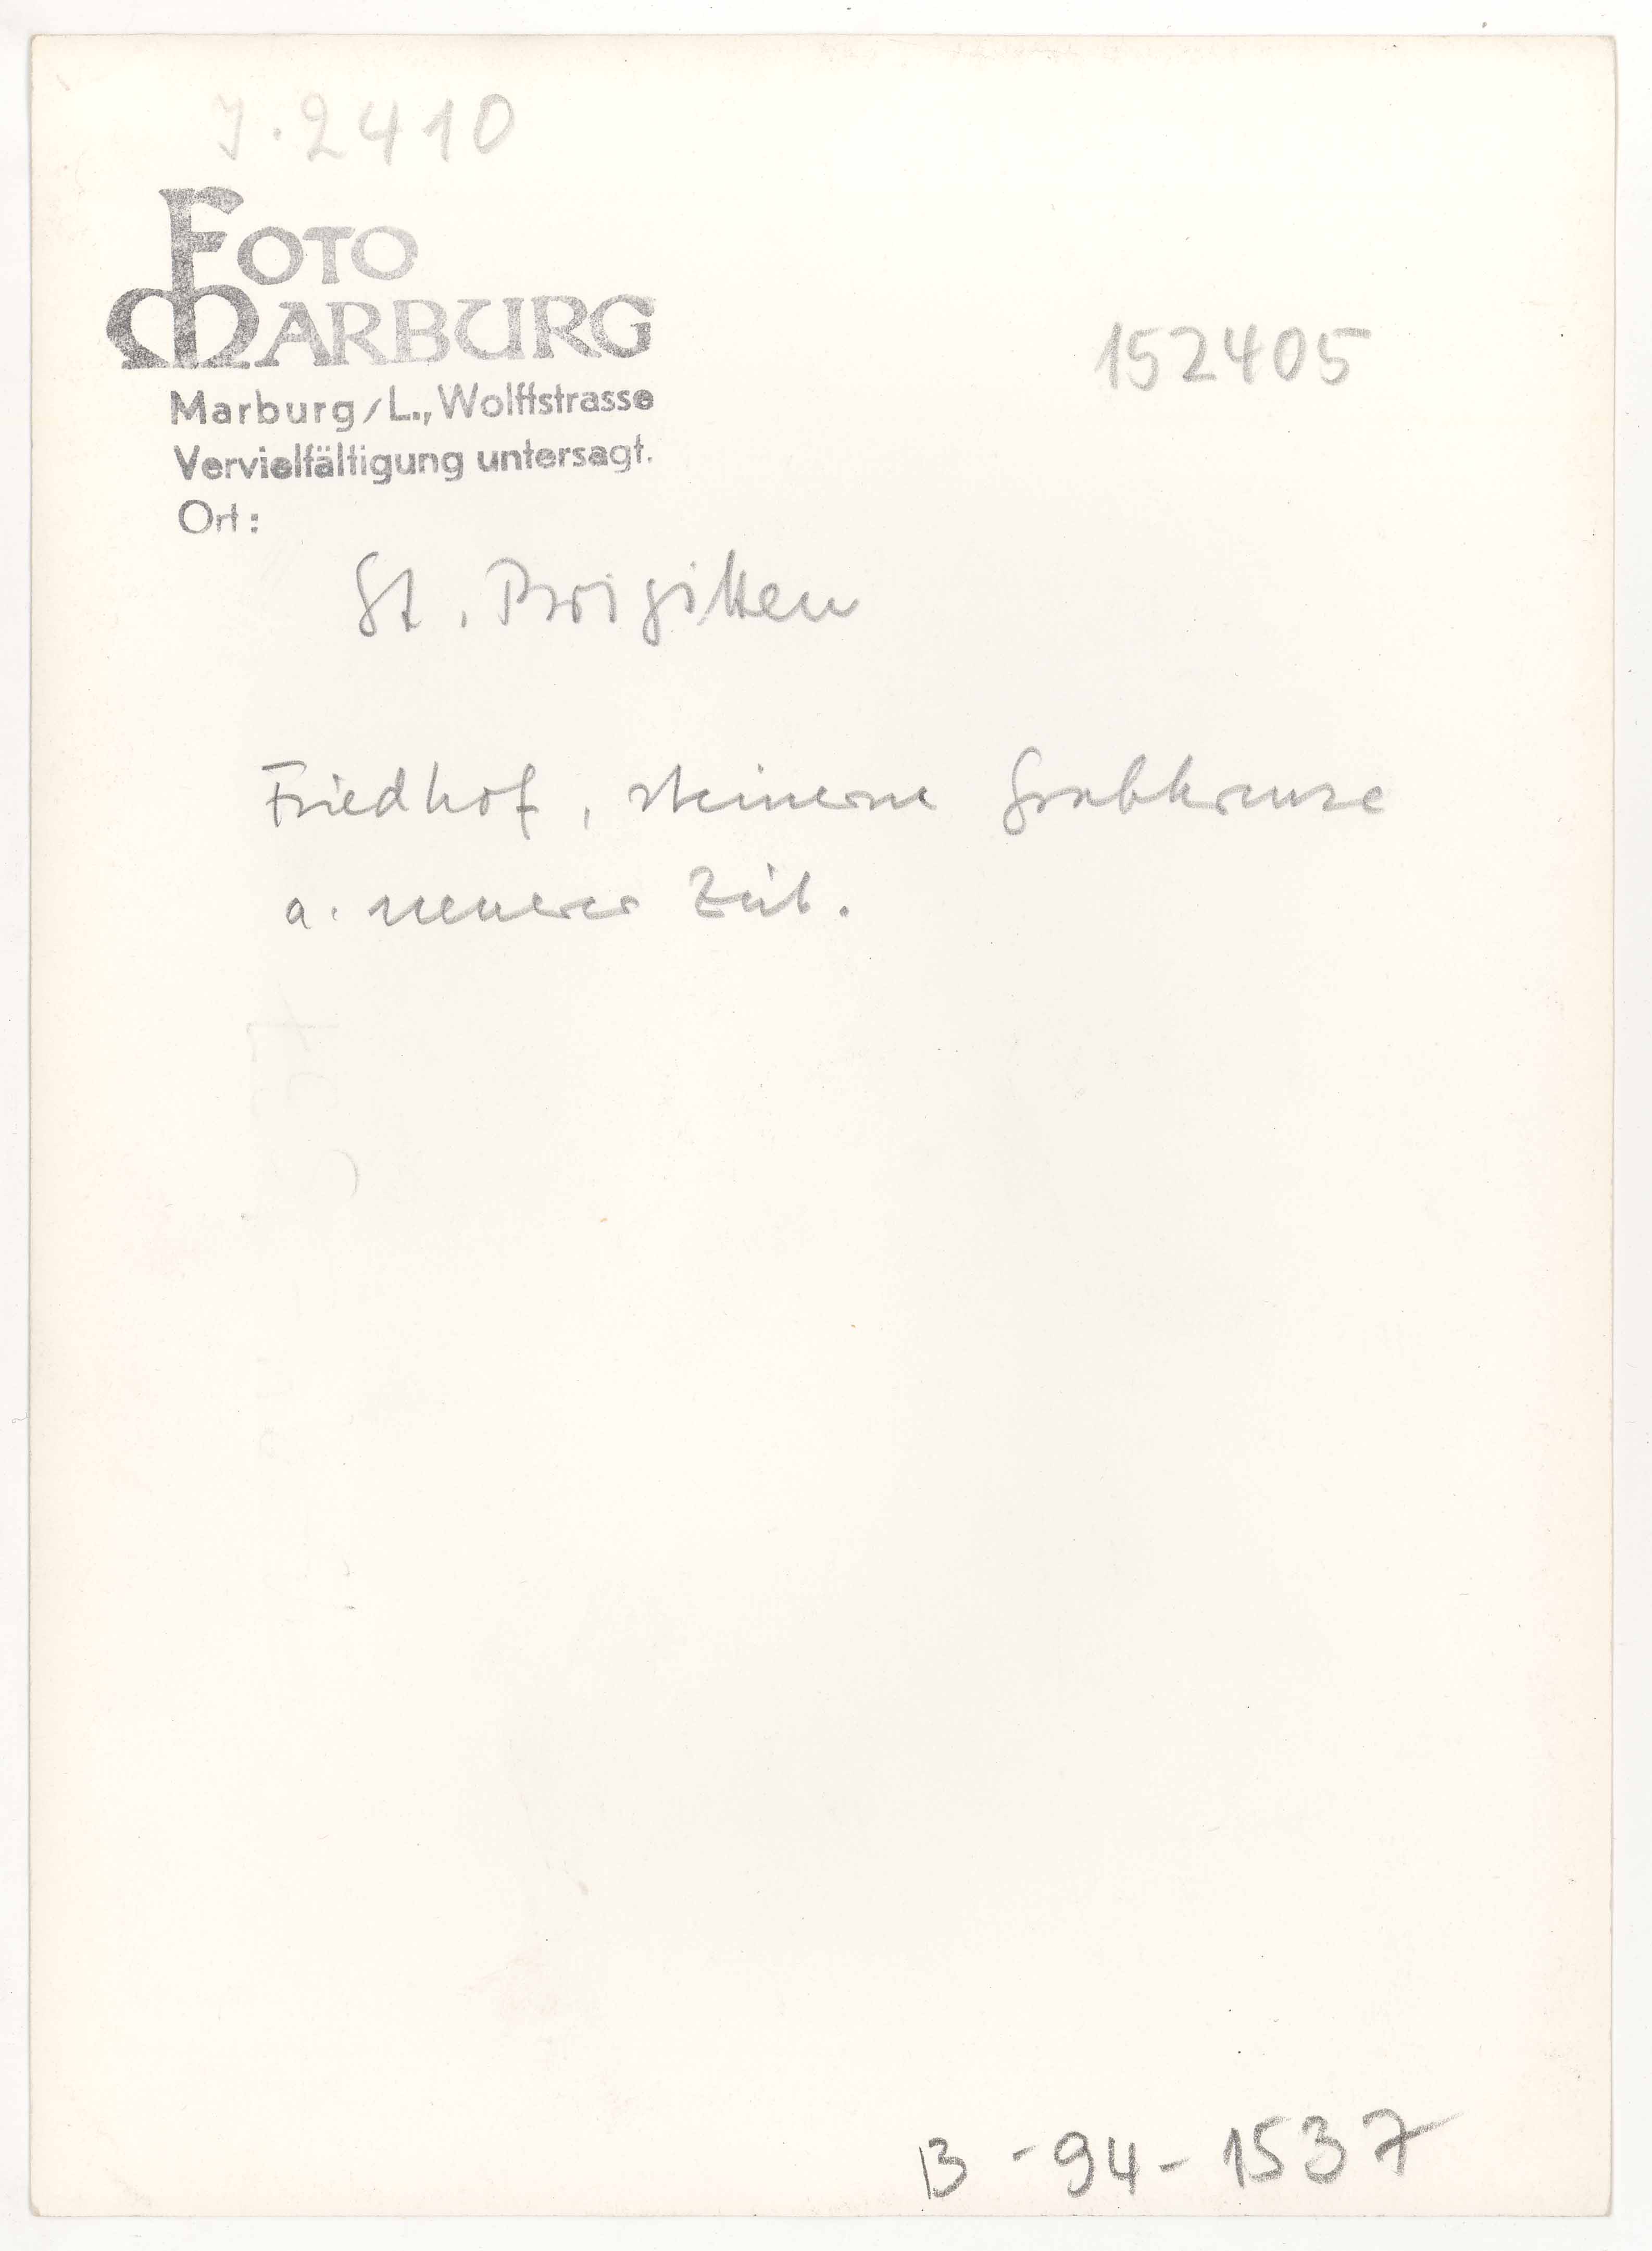 J. 2410
FOTO
MARBURG
152405
Marburg/L., Wolffstrasse
Vervielfältigung untersagt.
Ort:
St. Brigitten
Friedhof, steinerne Grabkreuze
a. neuerer Zeit.
B-94-1537